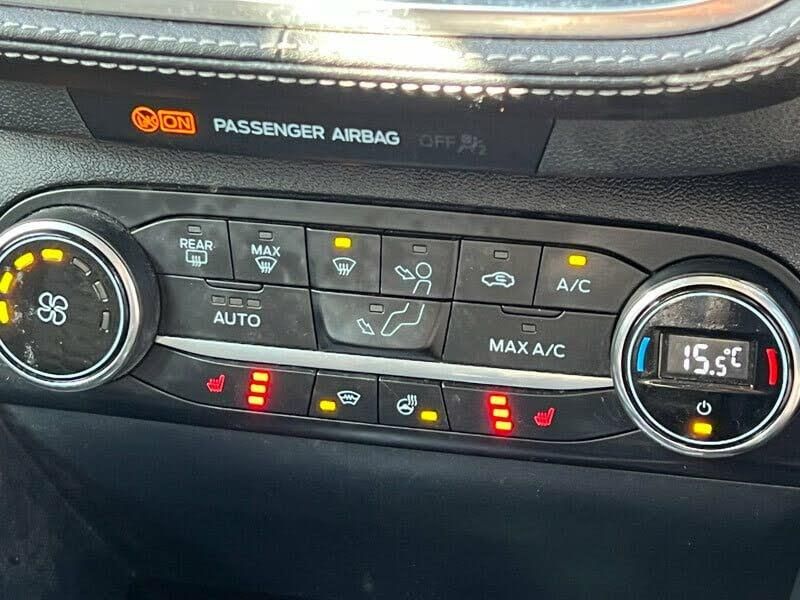 ON PASSENGER AIRBAG OFF
REAR MAX
A/C
AUTO
MAX A/C
15.5°C